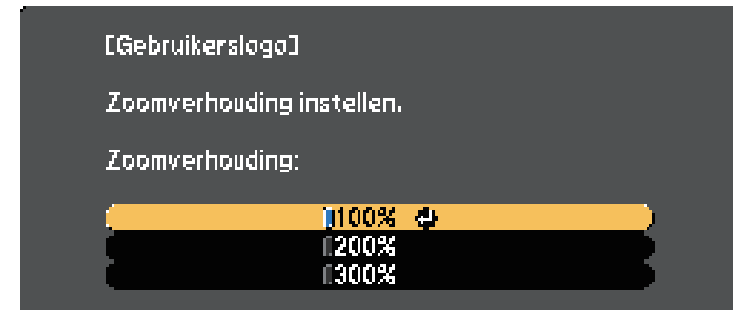 [Gebruikerslogo]
Zoomverhouding instellen.
Zoomverhouding:
100%
200%
300%